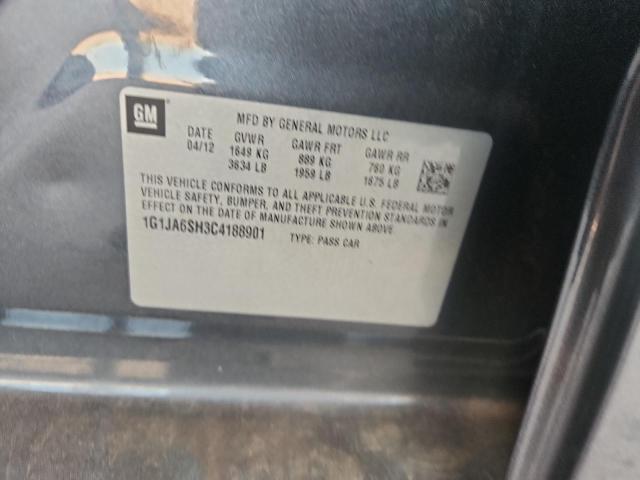 GM
MFD BY GENERAL MOTORS LLC
DATE GVWR GAWR FRT GAWR RR
04/12 1649 KG 889 KG 760 KG
3634 LB 1959 LB 1675 LB
THIS VEHICLE CONFORMS TO ALL APPLICABLE U.S. FEDERAL MOTOR
VEHICLE SAFETY, BUMPER, AND THEFT PREVENTION STANDARDS IN
EFFECT ON THE DATE OF MANUFACTURE SHOWN ABOVE.
1G1JA6SH3C4188901 TYPE: PASS CAR